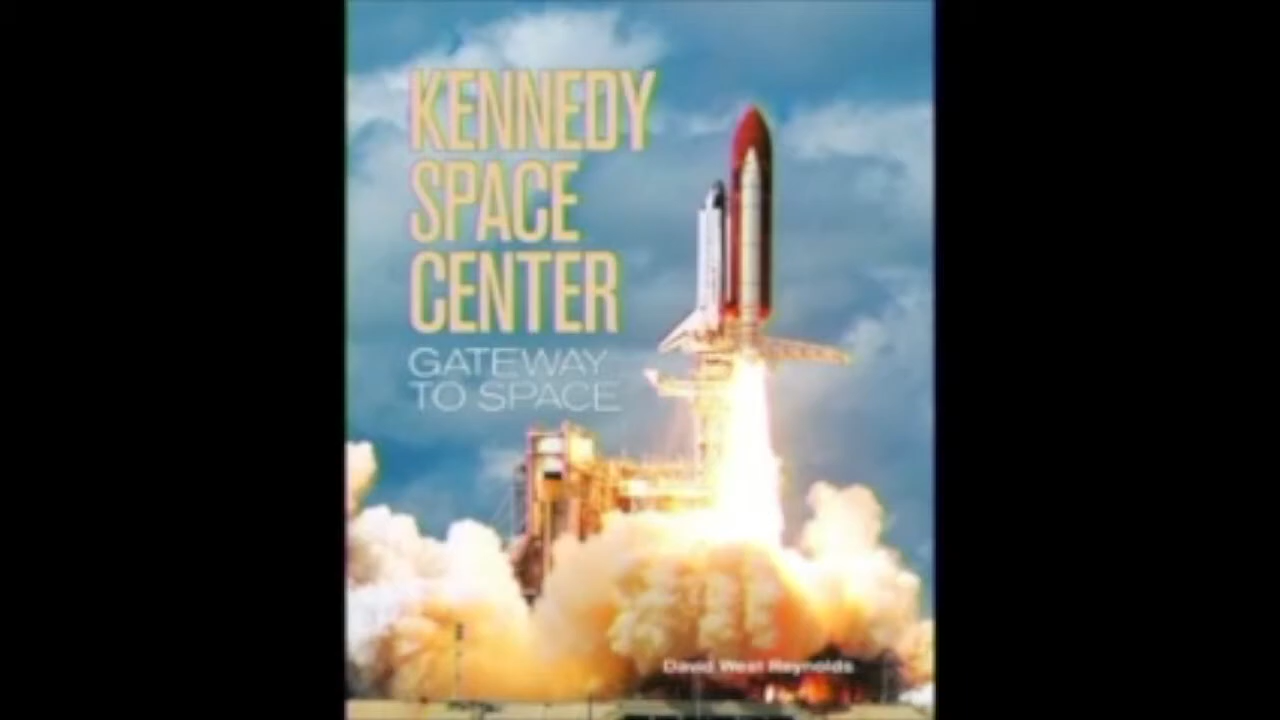 KENNEDY
SPACE
CENTER
GATEWAY
TO SPACE
David West Reynolds